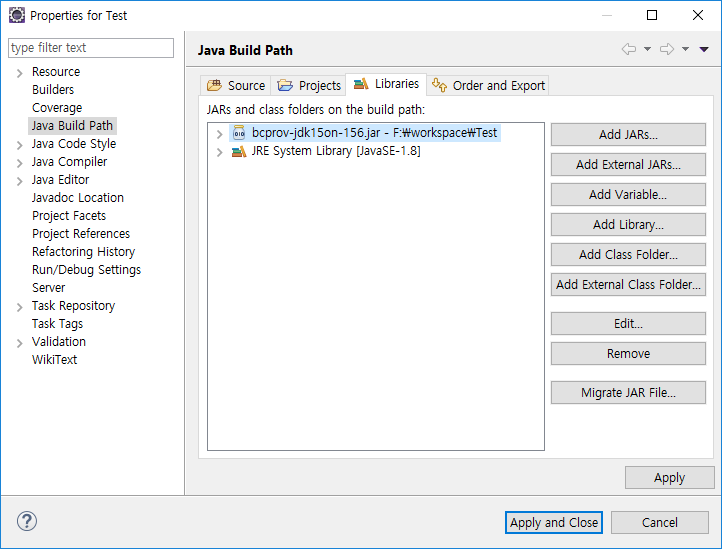 Properties for Test
type filter text
Java Build Path
Resource
Builders
Coverage
Java Build Path
Java Code Style
Java Compiler
Java Editor
Javadoc Location
Project Facets
Project References
Refactoring History
Run/Debug Settings
Server
Task Repository
Task Tags
Validation
WikiText
Source
Projects
Libraries
Order and Export
JARs and class folders on the build path:
bcprov-jdk15on-156.jar - F:₩workspace₩Test
JRE System Library [JavaSE-1.8]
Add JARs...
Add External JARs...
Add Variable...
Add Library...
Add Class Folder...
Add External Class Folder...
Edit...
Remove
Migrate JAR File...
Apply
?
Apply and Close
Cancel